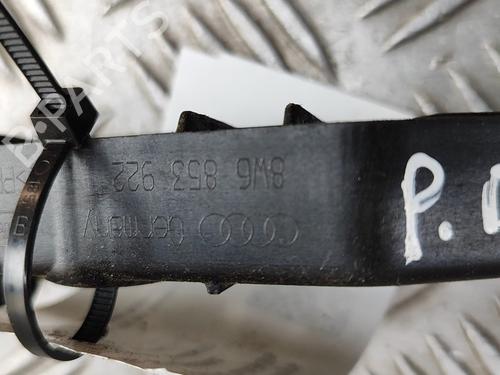 8W6 853 922
Germany
P.
B-PARTS